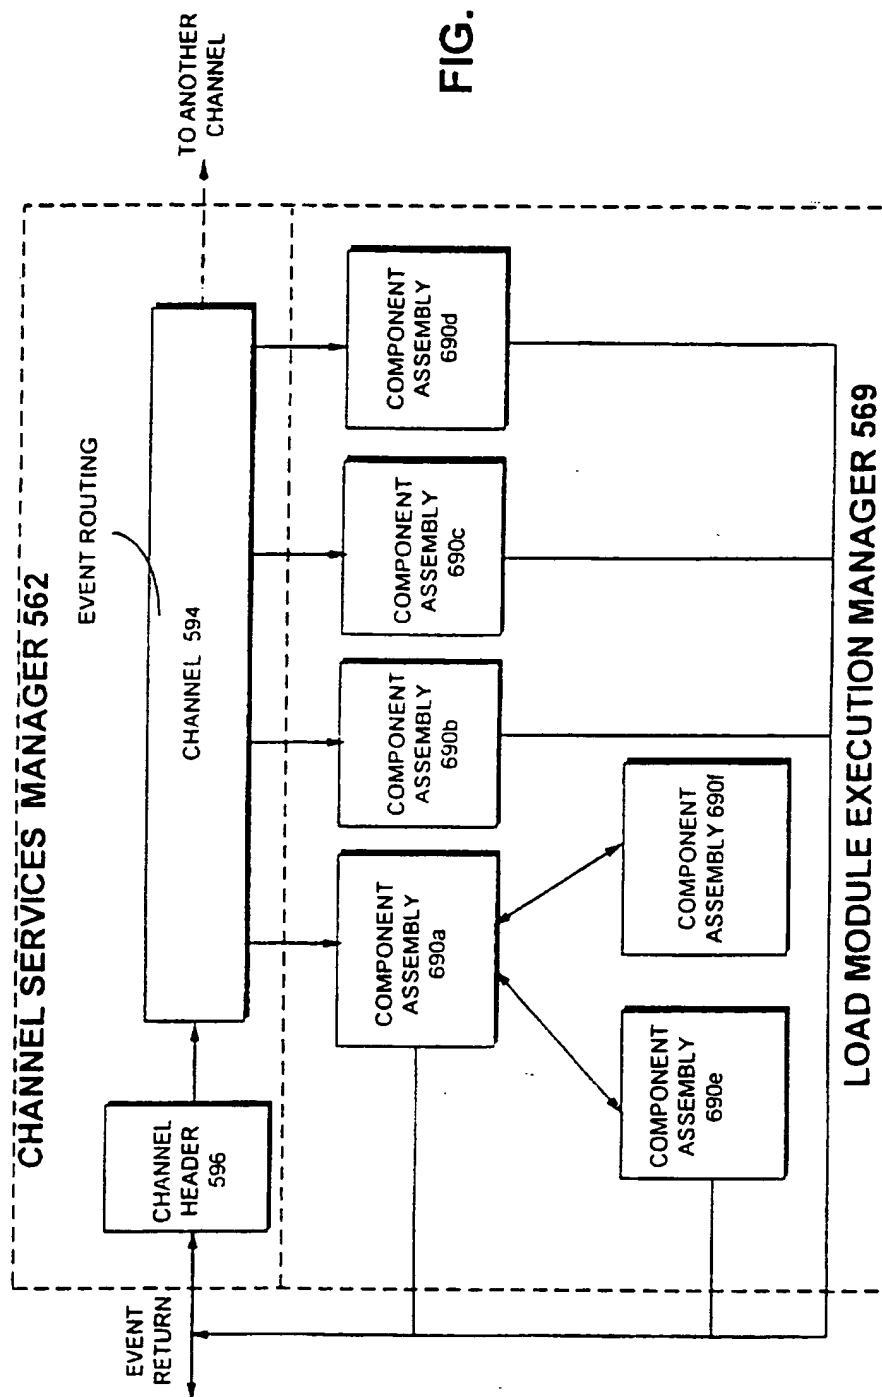 CHANNEL SERVICES MANAGER 562
EVENT ROUTING
TO ANOTHER
CHANNEL
EVENT
RETURN
CHANNEL
HEADER
596
CHANNEL 594
COMPONENT
ASSEMBLY
690a
COMPONENT
ASSEMBLY
690b
COMPONENT
ASSEMBLY
690c
COMPONENT
ASSEMBLY
690d
COMPONENT
ASSEMBLY
690e
COMPONENT
ASSEMBLY 690f
LOAD MODULE EXECUTION MANAGER 569
FIG.